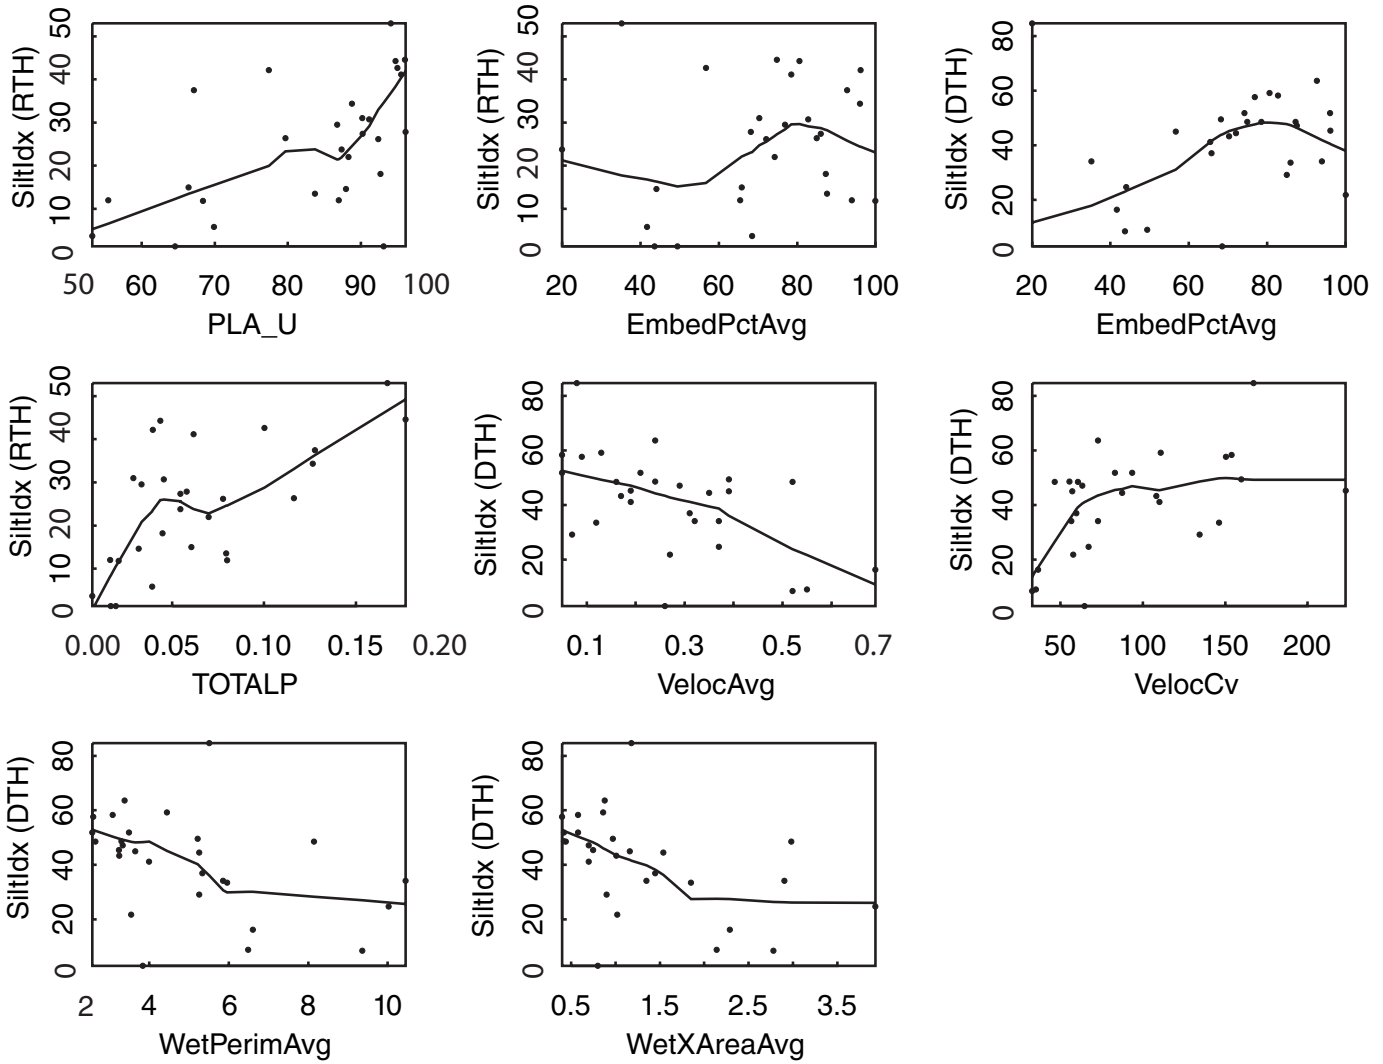 SiltIdx (RTH)
0 10 20 30 40 50
50 60 70 80 90 100
PLA_U
SiltIdx (RTH)
0 10 20 30 40 50
20 40 60 80 100
EmbedPctAvg
SiltIdx (DTH)
0 20 40 60 80
20 40 60 80 100
EmbedPctAvg
SiltIdx (RTH)
0 10 20 30 40 50
0.00 0.05 0.10 0.15 0.20
TOTALP
SiltIdx (DTH)
0 20 40 60 80
0.1 0.3 0.5 0.7
VelocAvg
SiltIdx (DTH)
0 20 40 60 80
50 100 150 200
VelocCv
SiltIdx (DTH)
0 20 40 60 80
2 4 6 8 10
WetPerimAvg
SiltIdx (DTH)
0 20 40 60 80
0.5 1.5 2.5 3.5
WetXAreaAvg